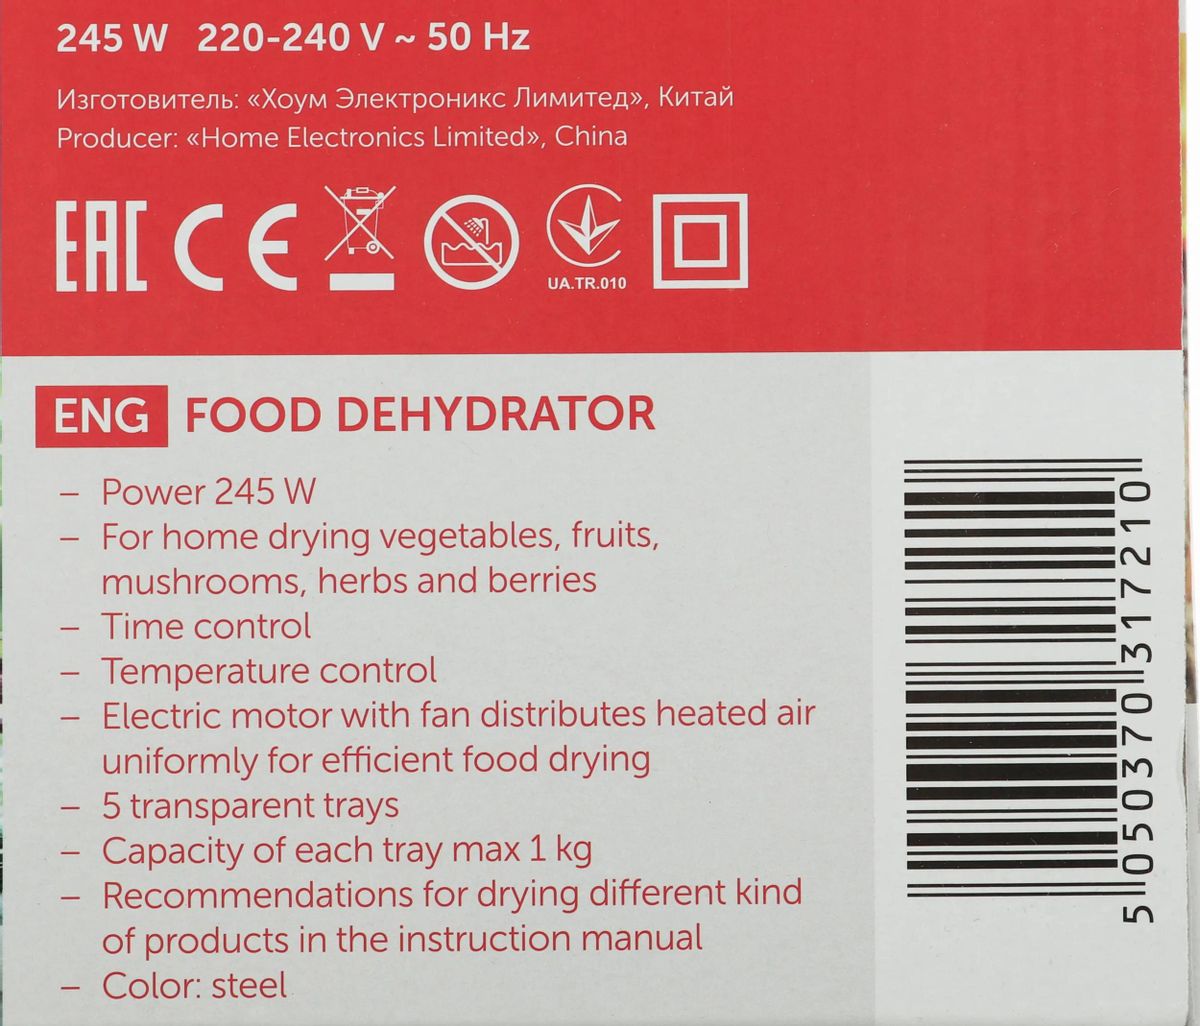 245 W 220-240 V ~ 50 Hz
Изготовитель: «Хоум Электроникс Лимитед», Китай
Producer: «Home Electronics Limited», China
EAC CE
UA.TR.010
ENG FOOD DEHYDRATOR
– Power 245 W
– For home drying vegetables, fruits,
mushrooms, herbs and berries
– Time control
– Temperature control
– Electric motor with fan distributes heated air
uniformly for efficient food drying
– 5 transparent trays
– Capacity of each tray max 1 kg
– Recommendations for drying different kind
of products in the instruction manual
– Color: steel
5 050370 317210